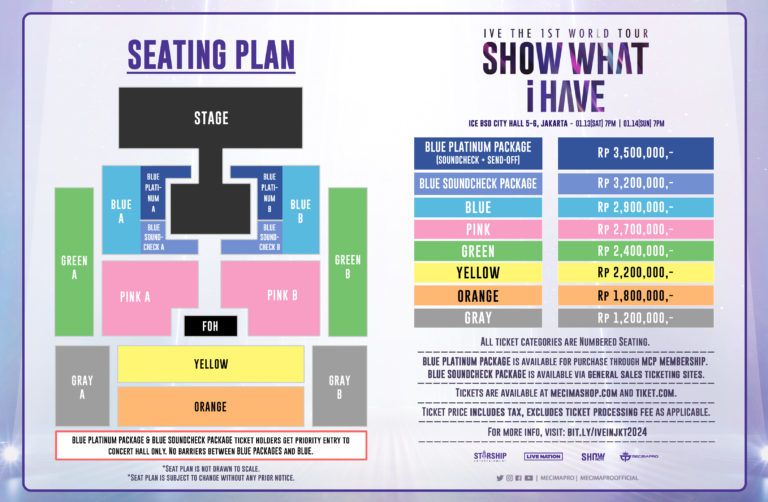 SEATING PLAN
STAGE
BLUE PLATI-NUM A
BLUE PLATI-NUM B
BLUE A
BLUE B
BLUE SOUND-CHECK A
BLUE SOUND-CHECK B
GREEN A
GREEN B
PINK A
PINK B
FOH
GRAY A
YELLOW
GRAY B
ORANGE
BLUE PLATINUM PACKAGE & BLUE SOUNDCHECK PACKAGE TICKET HOLDERS GET PRIORITY ENTRY TO
CONCERT HALL ONLY. NO BARRIERS BETWEEN BLUE PACKAGES AND BLUE.
*SEAT PLAN IS NOT DRAWN TO SCALE.
*SEAT PLAN IS SUBJECT TO CHANGE WITHOUT ANY PRIOR NOTICE.
IVE THE 1ST WORLD TOUR
SHOW WHAT
i HAVE
ICE BSD CITY HALL 5-6, JAKARTA - 01.13[SAT] 7PM | 01.14[SUN] 7PM
BLUE PLATINUM PACKAGE
(SOUNDCHECK + SEND-OFF)
RP 3,500,000,-
BLUE SOUNDCHECK PACKAGE RP 3,200,000,-
BLUE RP 2,900,000,-
PINK RP 2,700,000,-
GREEN RP 2,400,000,-
YELLOW RP 2,200,000,-
ORANGE RP 1,800,000,-
GRAY RP 1,200,000,-
ALL TICKET CATEGORIES ARE NUMBERED SEATING.
BLUE PLATINUM PACKAGE IS AVAILABLE FOR PURCHASE THROUGH MCP MEMBERSHIP.
BLUE SOUNDCHECK PACKAGE IS AVAILABLE VIA GENERAL SALES TICKETING SITES.
TICKETS ARE AVAILABLE AT MECIMASHOP.COM AND TIKET.COM.
TICKET PRICE INCLUDES TAX, EXCLUDES TICKET PROCESSING FEE AS APPLICABLE.
FOR MORE INFO, VISIT: BIT.LY/IVEINJKT2024
STARSHIP ENTERTAINMENT LIVE NATION SHOW MECIMAPRO
| MECIMAPRO | MECIMAPROOFFICIAL